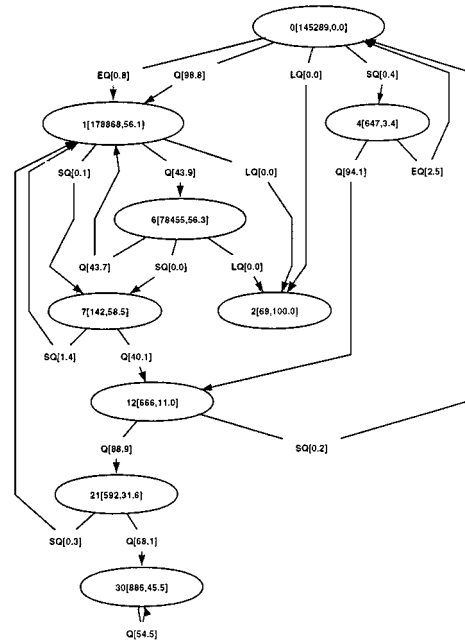 0[145289,0.0]
EQ[0.8] Q[98.8] LQ[0.0] SQ[0.4]
1[178868,56.1] 4[647,3.4]
SQ[0.1] Q[43.9] LQ[0.0] Q[94.1] EQ[2.5]
6[78455,56.3]
Q[43.7] SQ[0.0] LQ[0.0]
7[142,58.5] 2[69,100.0]
SQ[1.4] Q[40.1]
12[666,11.0]
Q[88.9] SQ[0.2]
21[592,31.6]
SQ[0.3] Q[68.1]
30[886,45.5]
Q[54.5]